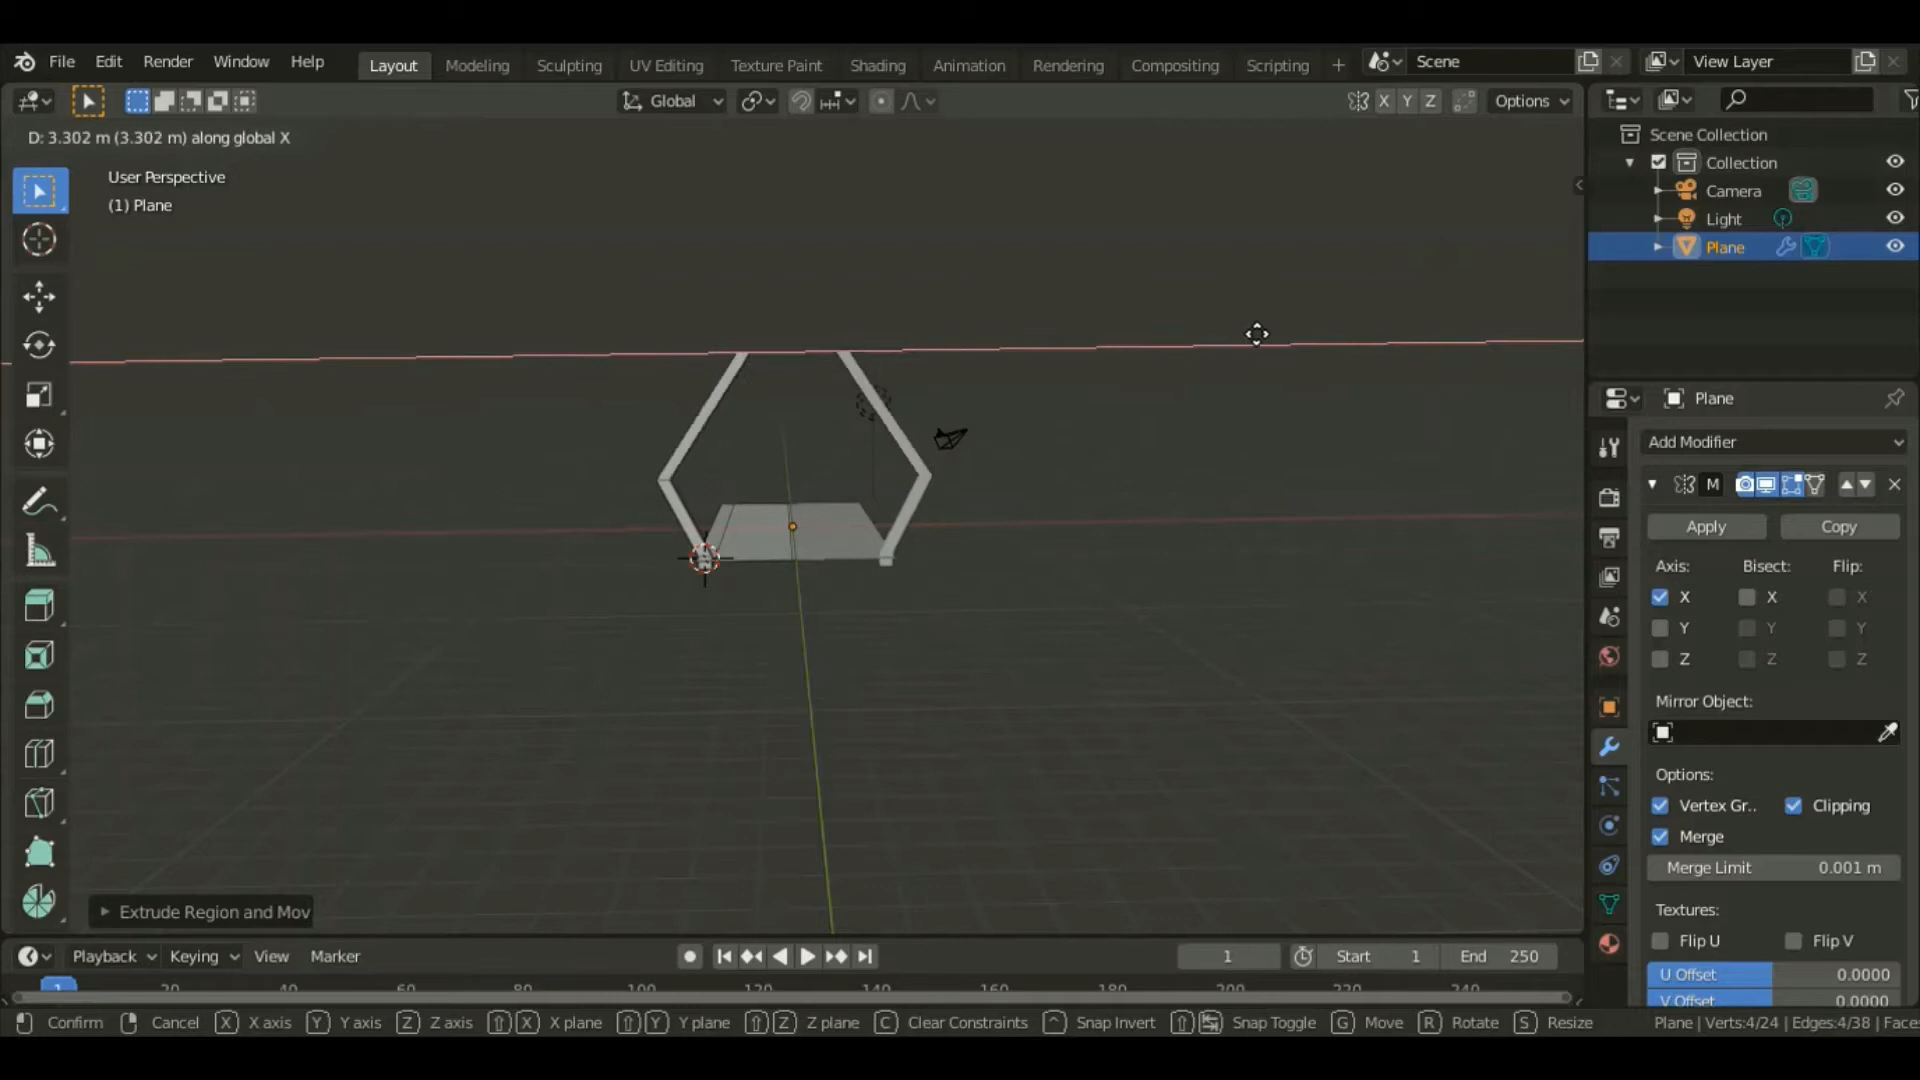 File Edit Render Window Help Layout Modeling Sculpting UV Editing Texture Paint Shading Animation Rendering Compositing Scripting + Scene View Layer
Global X Y Z Options
D: 3.302 m (3.302 m) along global X
User Perspective
(1) Plane
Scene Collection
Collection
Camera
Light
Plane
Plane
Add Modifier
M
Apply Copy
Axis: Bisect: Flip:
X X X
Y Y Y
Z Z Z
Mirror Object:
Options:
Vertex Gr.. Clipping
Merge
Merge Limit 0.001 m
Textures:
Flip U Flip V
U Offset 0.0000
V Offset 0.0000
Extrude Region and Mov
Playback Keying View Marker 1 Start 1 End 250
1 20 40 60 80 100 120 140 160 180 200 220 240
Confirm Cancel X X axis Y Y axis Z Z axis X X plane Y Y plane Z Z plane C Clear Constraints Snap Invert Snap Toggle G Move R Rotate S Resize Plane | Verts:4/24 | Edges:4/38 | Faces